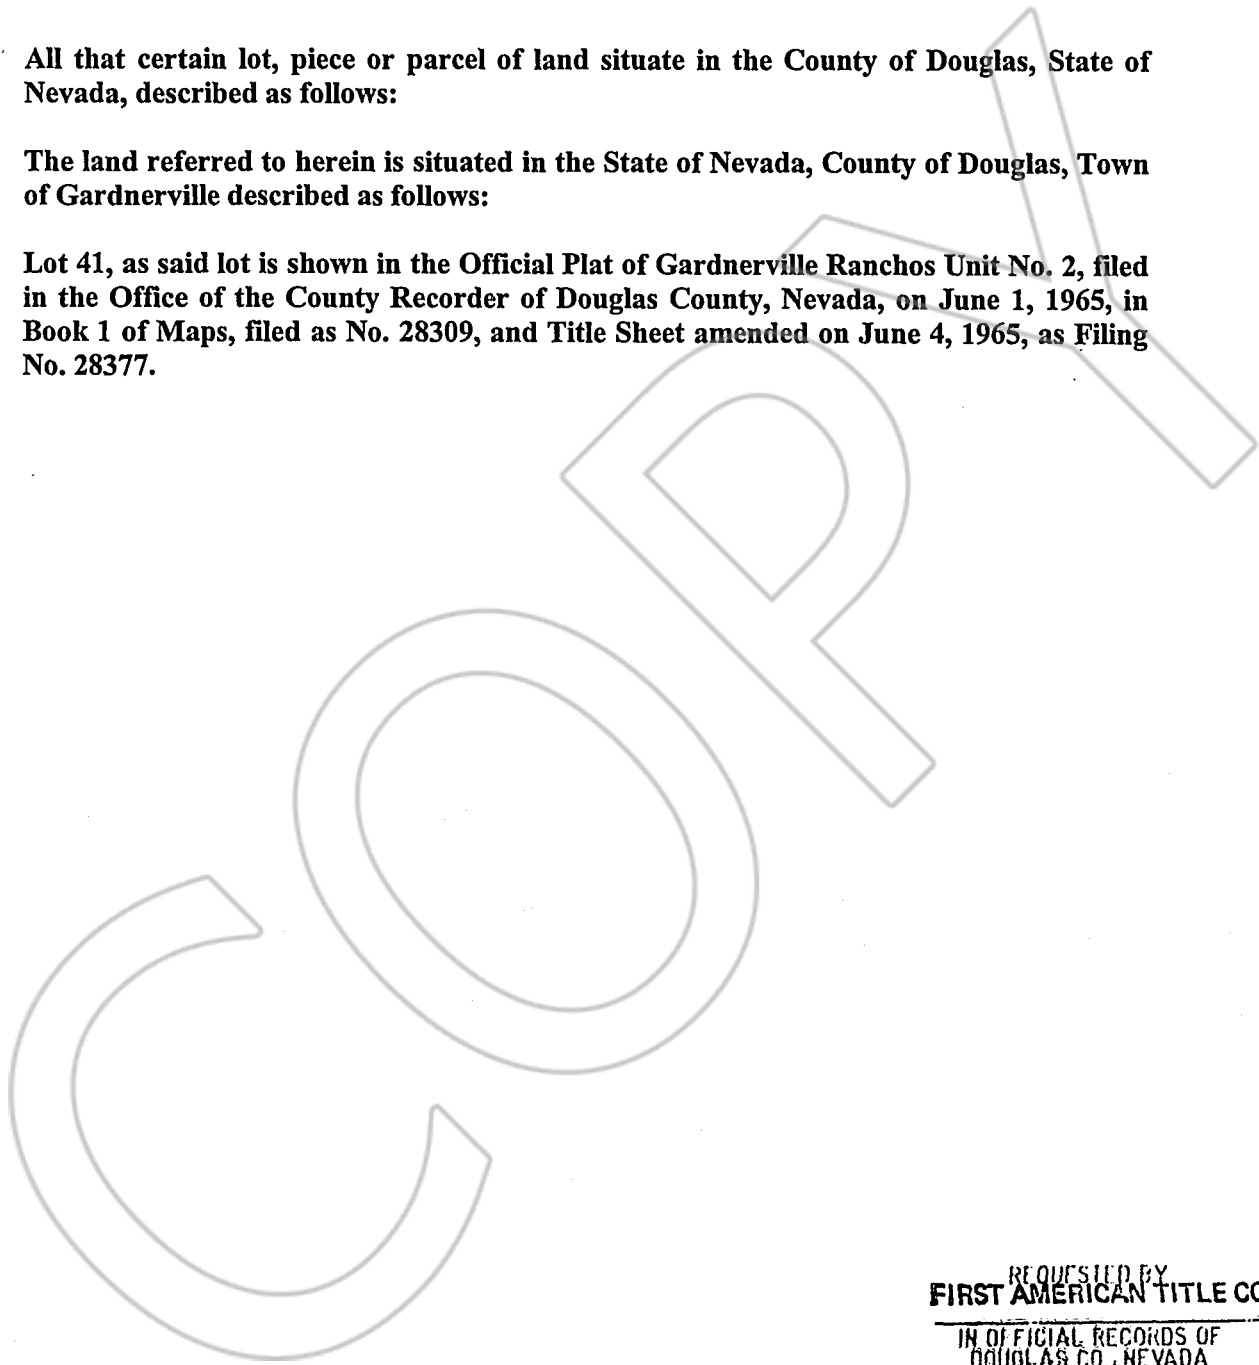 All that certain lot, piece or parcel of land situate in the County of Douglas, State of
Nevada, described as follows:
The land referred to herein is situated in the State of Nevada, County of Douglas, Town
of Gardnerville described as follows:
Lot 41, as said lot is shown in the Official Plat of Gardnerville Ranchos Unit No. 2, filed
in the Office of the County Recorder of Douglas County, Nevada, on June 1, 1965, in
Book 1 of Maps, filed as No. 28309, and Title Sheet amended on June 4, 1965, as Filing
No. 28377.
COPY
REQUESTED BY
FIRST AMERICAN TITLE CO
IN OFFICIAL RECORDS OF
DOUGLAS CO., NEVADA